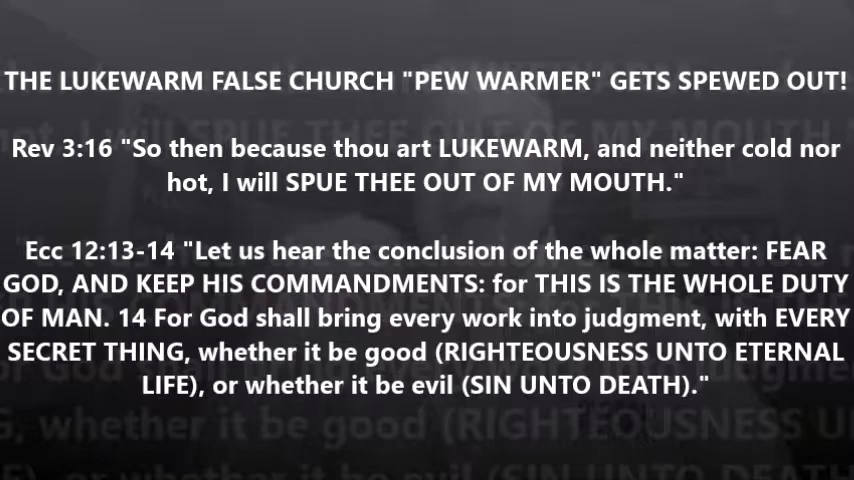 THE LUKEWARM FALSE CHURCH "PEW WARMER" GETS SPEWED OUT!
Rev 3:16 "So then because thou art LUKEWARM, and neither cold nor
hot, I will SPUE THEE OUT OF MY MOUTH."
Ecc 12:13-14 "Let us hear the conclusion of the whole matter: FEAR
GOD, AND KEEP HIS COMMANDMENTS: for THIS IS THE WHOLE DUTY
OF MAN. 14 For God shall bring every work into judgment, with EVERY
SECRET THING, whether it be good (RIGHTEOUSNESS UNTO ETERNAL
LIFE), or whether it be evil (SIN UNTO DEATH)."